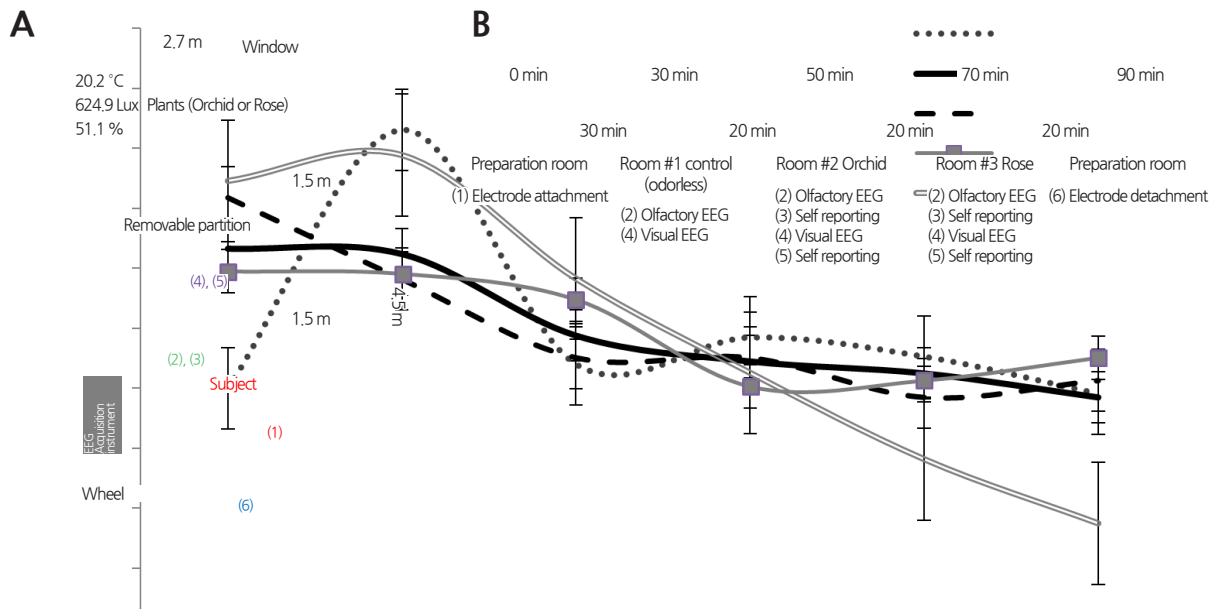 A
B
2.7 m
Window
20.2 °C
624.9 Lux
51.1 %
Plants (Orchid or Rose)
1.5 m
Removable partition
(4), (5)
4.5 m
1.5 m
(2), (3)
Subject
EEG
Acquisition
instrument
(1)
Wheel
(6)
0 min
30 min
50 min
70 min
90 min
30 min
20 min
20 min
20 min
Preparation room
(1) Electrode attachment
Room #1 control
(odorless)
(2) Olfactory EEG
(4) Visual EEG
Room #2 Orchid
(2) Olfactory EEG
(3) Self reporting
(4) Visual EEG
(5) Self reporting
Room #3 Rose
(2) Olfactory EEG
(3) Self reporting
(4) Visual EEG
(5) Self reporting
Preparation room
(6) Electrode detachment